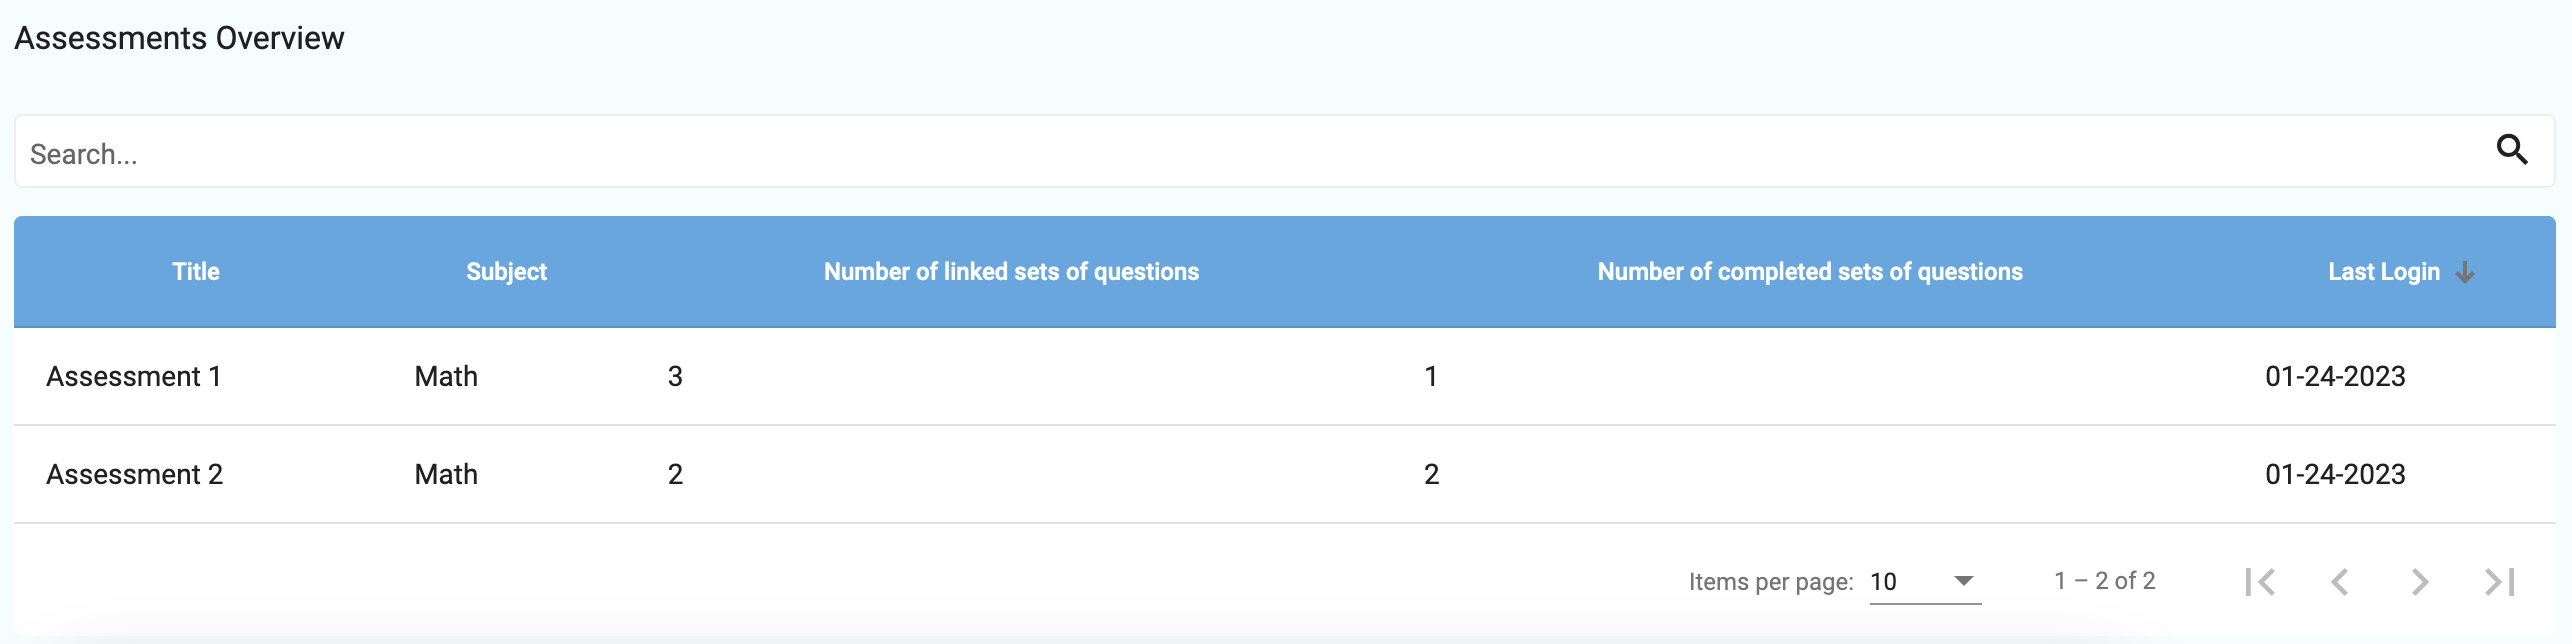 Assessments Overview
Search...
Title Subject Number of linked sets of questions Number of completed sets of questions Last Login
Assessment 1 Math 3 1 01-24-2023
Assessment 2 Math 2 2 01-24-2023
Items per page: 10 1 – 2 of 2